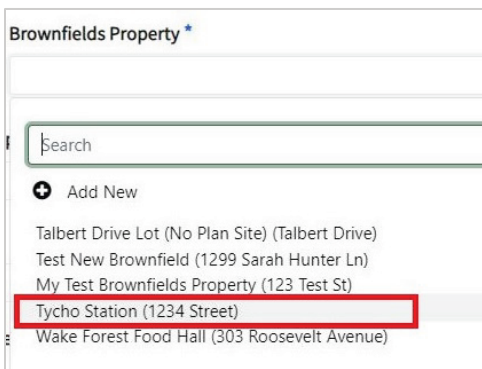 Brownfields Property *
Search
Add New
Talbert Drive Lot (No Plan Site) (Talbert Drive)
Test New Brownfield (1299 Sarah Hunter Ln)
My Test Brownfields Property (123 Test St)
Tycho Station (1234 Street)
Wake Forest Food Hall (303 Roosevelt Avenue)